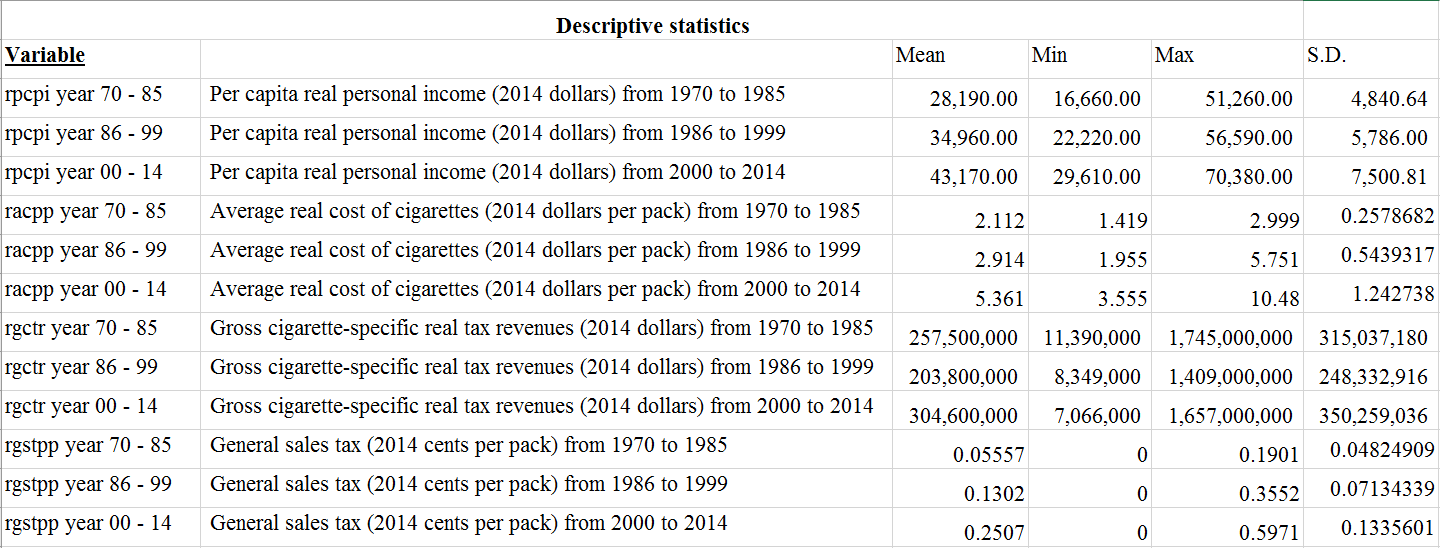 Descriptive statistics
Variable Mean Min Max S.D.
rpcpi year 70 - 85 Per capita real personal income (2014 dollars) from 1970 to 1985 28,190.00 16,660.00 51,260.00 4,840.64
rpcpi year 86 - 99 Per capita real personal income (2014 dollars) from 1986 to 1999 34,960.00 22,220.00 56,590.00 5,786.00
rpcpi year 00 - 14 Per capita real personal income (2014 dollars) from 2000 to 2014 43,170.00 29,610.00 70,380.00 7,500.81
racpp year 70 - 85 Average real cost of cigarettes (2014 dollars per pack) from 1970 to 1985 2.112 1.419 2.999 0.2578682
racpp year 86 - 99 Average real cost of cigarettes (2014 dollars per pack) from 1986 to 1999 2.914 1.955 5.751 0.5439317
racpp year 00 - 14 Average real cost of cigarettes (2014 dollars per pack) from 2000 to 2014 5.361 3.555 10.48 1.242738
rgctr year 70 - 85 Gross cigarette-specific real tax revenues (2014 dollars) from 1970 to 1985 257,500,000 11,390,000 1,745,000,000 315,037,180
rgctr year 86 - 99 Gross cigarette-specific real tax revenues (2014 dollars) from 1986 to 1999 203,800,000 8,349,000 1,409,000,000 248,332,916
rgctr year 00 - 14 Gross cigarette-specific real tax revenues (2014 dollars) from 2000 to 2014 304,600,000 7,066,000 1,657,000,000 350,259,036
rgstpp year 70 - 85 General sales tax (2014 cents per pack) from 1970 to 1985 0.05557 0 0.1901 0.04824909
rgstpp year 86 - 99 General sales tax (2014 cents per pack) from 1986 to 1999 0.1302 0 0.3552 0.07134339
rgstpp year 00 - 14 General sales tax (2014 cents per pack) from 2000 to 2014 0.2507 0 0.5971 0.1335601